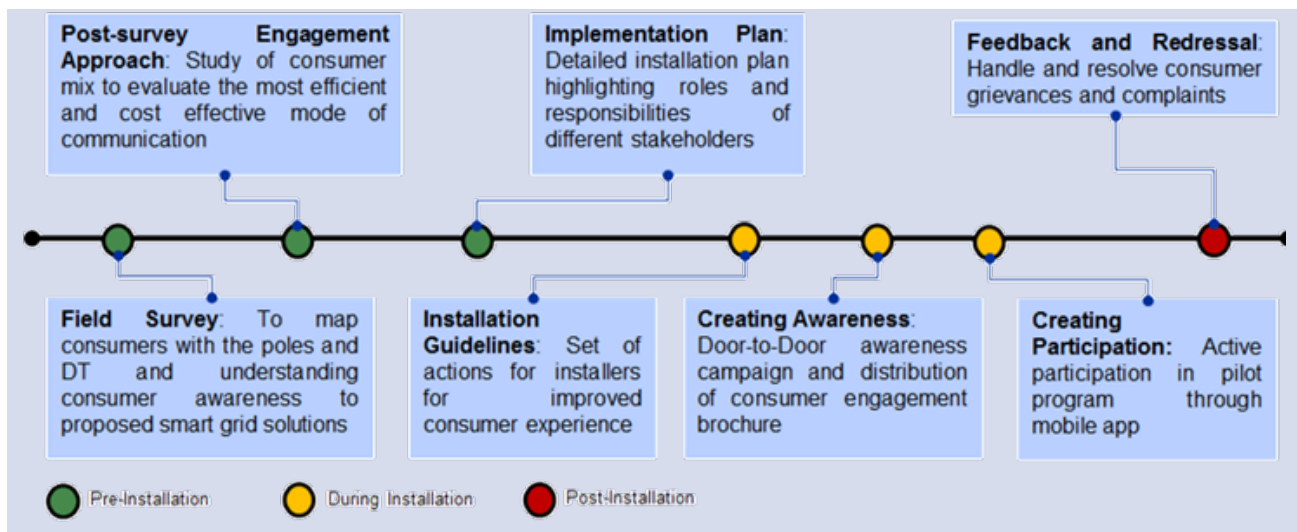 Post-survey Engagement
Approach: Study of consumer
mix to evaluate the most efficient
and cost effective mode of
communication
Implementation Plan:
Detailed installation plan
highlighting roles and
responsibilities of
different stakeholders
Feedback and Redressal:
Handle and resolve consumer
grievances and complaints
Field Survey: To map
consumers with the poles and
DT and understanding
consumer awareness to
proposed smart grid solutions
Installation
Guidelines: Set of
actions for installers
for improved
consumer experience
Creating Awareness:
Door-to-Door awareness
campaign and distribution
of consumer engagement
brochure
Creating
Participation: Active
participation in pilot
program through
mobile app
Pre-Installation
During Installation
Post-Installation